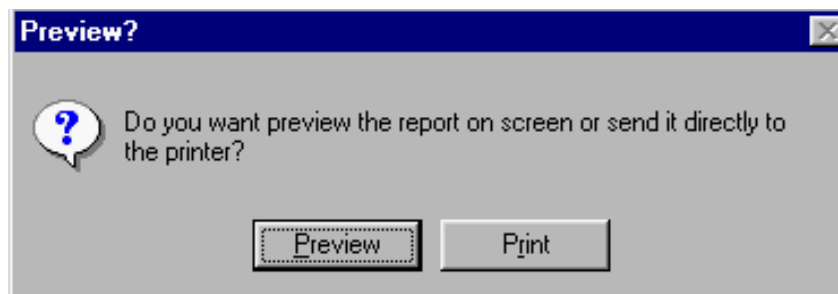 Preview?
Do you want preview the report on screen or send it directly to
the printer?
Preview
Print